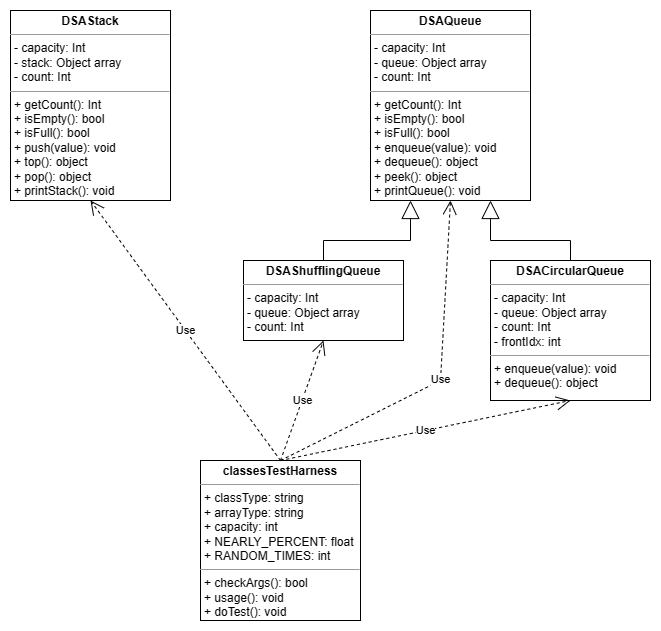 DSAStack
- capacity: Int
- stack: Object array
- count: Int
+ getCount(): Int
+ isEmpty(): bool
+ isFull(): bool
+ push(value): void
+ top(): object
+ pop(): object
+ printStack(): void
DSAQueue
- capacity: Int
- queue: Object array
- count: Int
+ getCount(): Int
+ isEmpty(): bool
+ isFull(): bool
+ enqueue(value): void
+ dequeue(): object
+ peek(): object
+ printQueue(): void
DSAShufflingQueue
- capacity: Int
- queue: Object array
- count: Int
DSACircularQueue
- capacity: Int
- queue: Object array
- count: Int
- frontIdx: int
+ enqueue(value): void
+ dequeue(): object
Use
Use
Use
Use
classesTestHarness
+ classType: string
+ arrayType: string
+ capacity: int
+ NEARLY_PERCENT: float
+ RANDOM_TIMES: int
+ checkArgs(): bool
+ usage(): void
+ doTest(): void